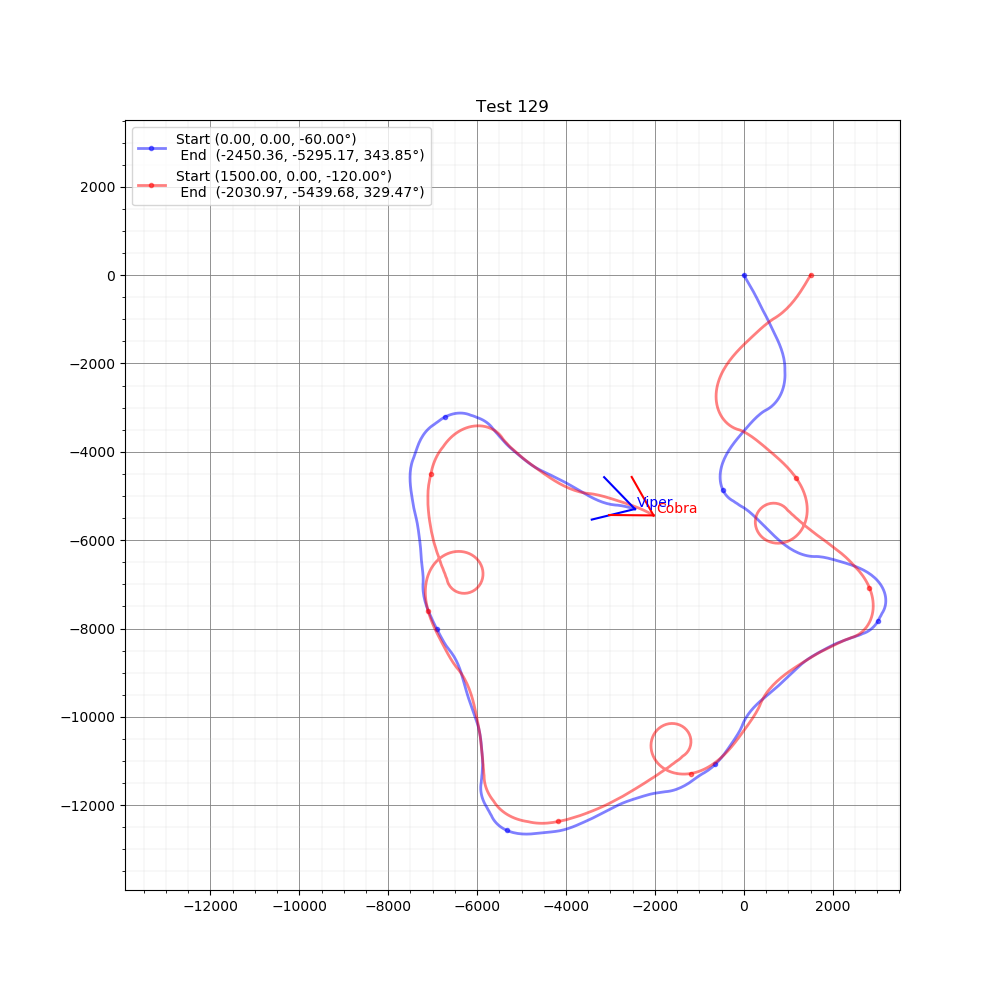 Test 129
Start (0.00, 0.00, -60.00°)
End (-2450.36, -5295.17, 343.85°)
Start (1500.00, 0.00, -120.00°)
End (-2030.97, -5439.68, 329.47°)
2000
0
−2000
−4000
−6000
−8000
−10000
−12000
Viper
Cobra
−12000 −10000 −8000 −6000 −4000 −2000 0 2000